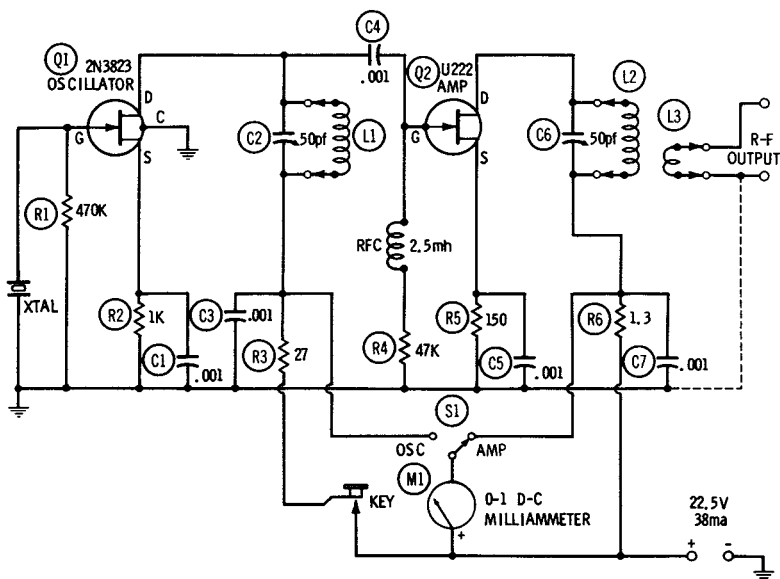 C4
.001
Q1
2N3823
OSCILLATOR
D
C
G
S
Q2
U222
AMP
D
G
S
C2
50pf
L1
C6
50pf
L2
L3
R-F
OUTPUT
R1
470K
RFC
2.5mh
XTAL
R2
1K
C1
.001
C3
.001
R3
27
R4
47K
R5
150
C5
.001
R6
1.3
C7
.001
S1
OSC
AMP
M1
KEY
0-1 D-C
MILLIAMMETER
+
22.5V
38ma
+ -